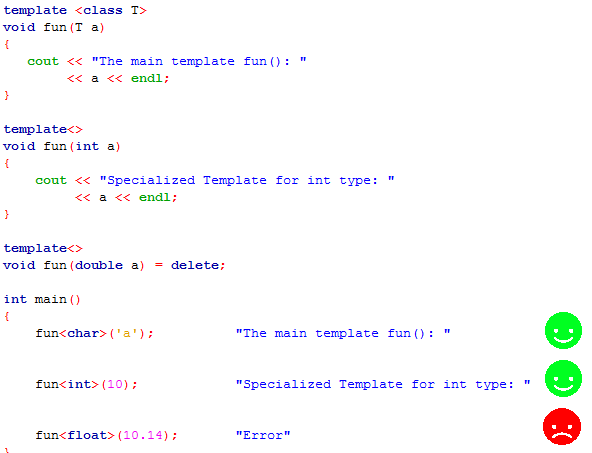 template <class T>
void fun(T a)
{
cout << "The main template fun(): "
<< a << endl;
}
template<>
void fun(int a)
{
cout << "Specialized Template for int type: "
<< a << endl;
}
template<>
void fun(double a) = delete;
int main()
{
fun<char>('a'); "The main template fun(): "
fun<int>(10); "Specialized Template for int type: "
fun<float>(10.14); "Error"
}